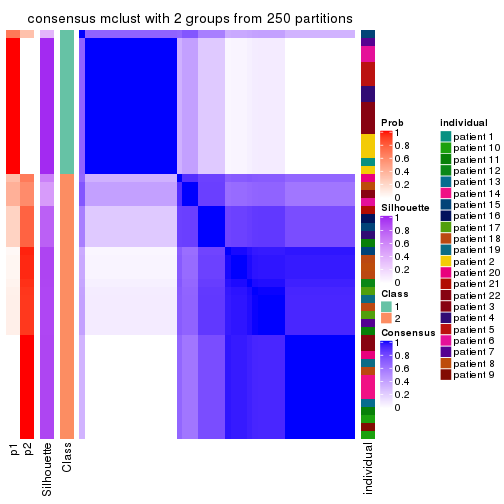 consensus mclust with 2 groups from 250 partitions
Prob
1
0.8
0.6
0.4
0.2
0
Silhouette
1
0.8
0.6
0.4
0.2
0
Class
1
2
Consensus
1
0.8
0.6
0.4
0.2
0
individual
patient 1
patient 10
patient 11
patient 12
patient 13
patient 14
patient 15
patient 16
patient 17
patient 18
patient 19
patient 2
patient 20
patient 21
patient 22
patient 3
patient 4
patient 5
patient 6
patient 7
patient 8
patient 9
p1
p2
Silhouette
Class
individual